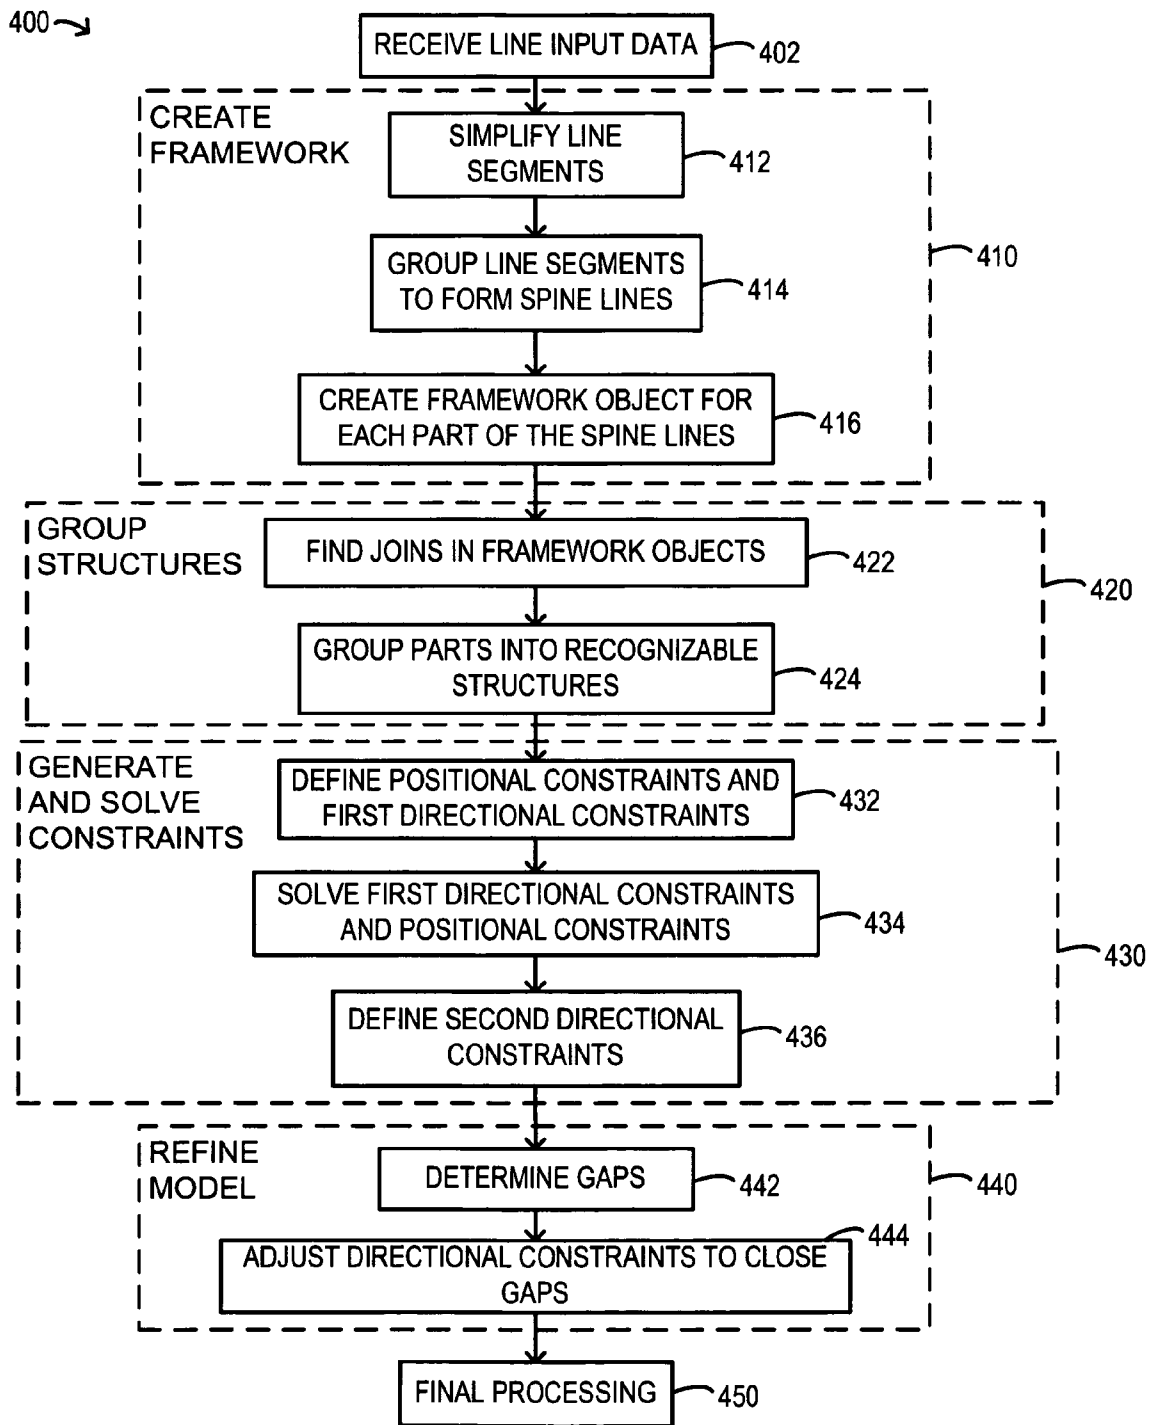 400
RECEIVE LINE INPUT DATA
402
CREATE
FRAMEWORK
SIMPLIFY LINE
SEGMENTS
412
GROUP LINE SEGMENTS
TO FORM SPINE LINES
414
410
CREATE FRAMEWORK OBJECT FOR
EACH PART OF THE SPINE LINES
416
GROUP
STRUCTURES
FIND JOINS IN FRAMEWORK OBJECTS
422
420
GROUP PARTS INTO RECOGNIZABLE
STRUCTURES
424
GENERATE
AND SOLVE
CONSTRAINTS
DEFINE POSITIONAL CONSTRAINTS AND
FIRST DIRECTIONAL CONSTRAINTS
432
SOLVE FIRST DIRECTIONAL CONSTRAINTS
AND POSITIONAL CONSTRAINTS
434
430
DEFINE SECOND DIRECTIONAL
CONSTRAINTS
436
REFINE
MODEL
DETERMINE GAPS
442
440
444
ADJUST DIRECTIONAL CONSTRAINTS TO CLOSE
GAPS
FINAL PROCESSING
450